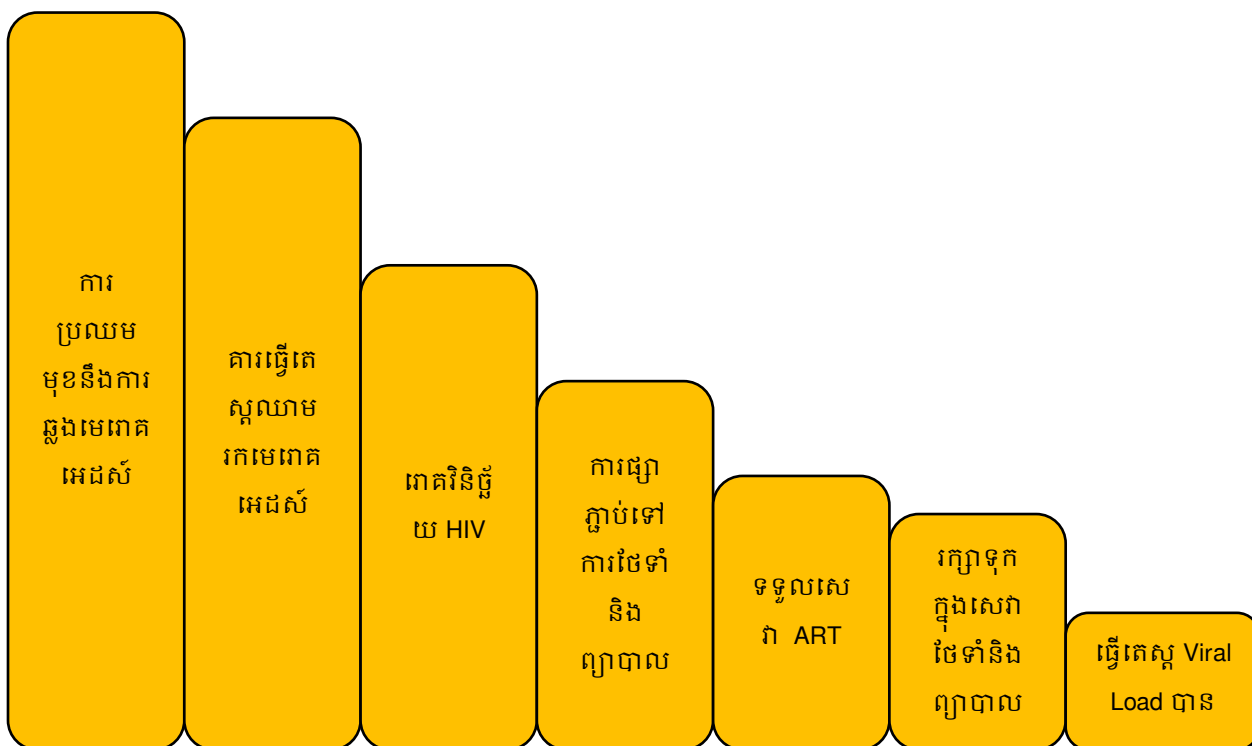 ការ
ប្រឈម
មុខនឹងការ
ឆ្លងមេរោគ
អេដស៍
គារធ្វើតេ
ស្តឈាម
រកមេរោគ
អេដស៍
រោគវិនិច្ឆ័
យ HIV
ការផ្សា
ភ្ជាប់ទៅ
ការថែទាំ
និង
ព្យាបាល
ទទួលសេ
វា ART
រក្សាទុក
ក្នុងសេវា
ថែទាំនិង
ព្យាបាល
ធ្វើតេស្ត Viral
Load បាន